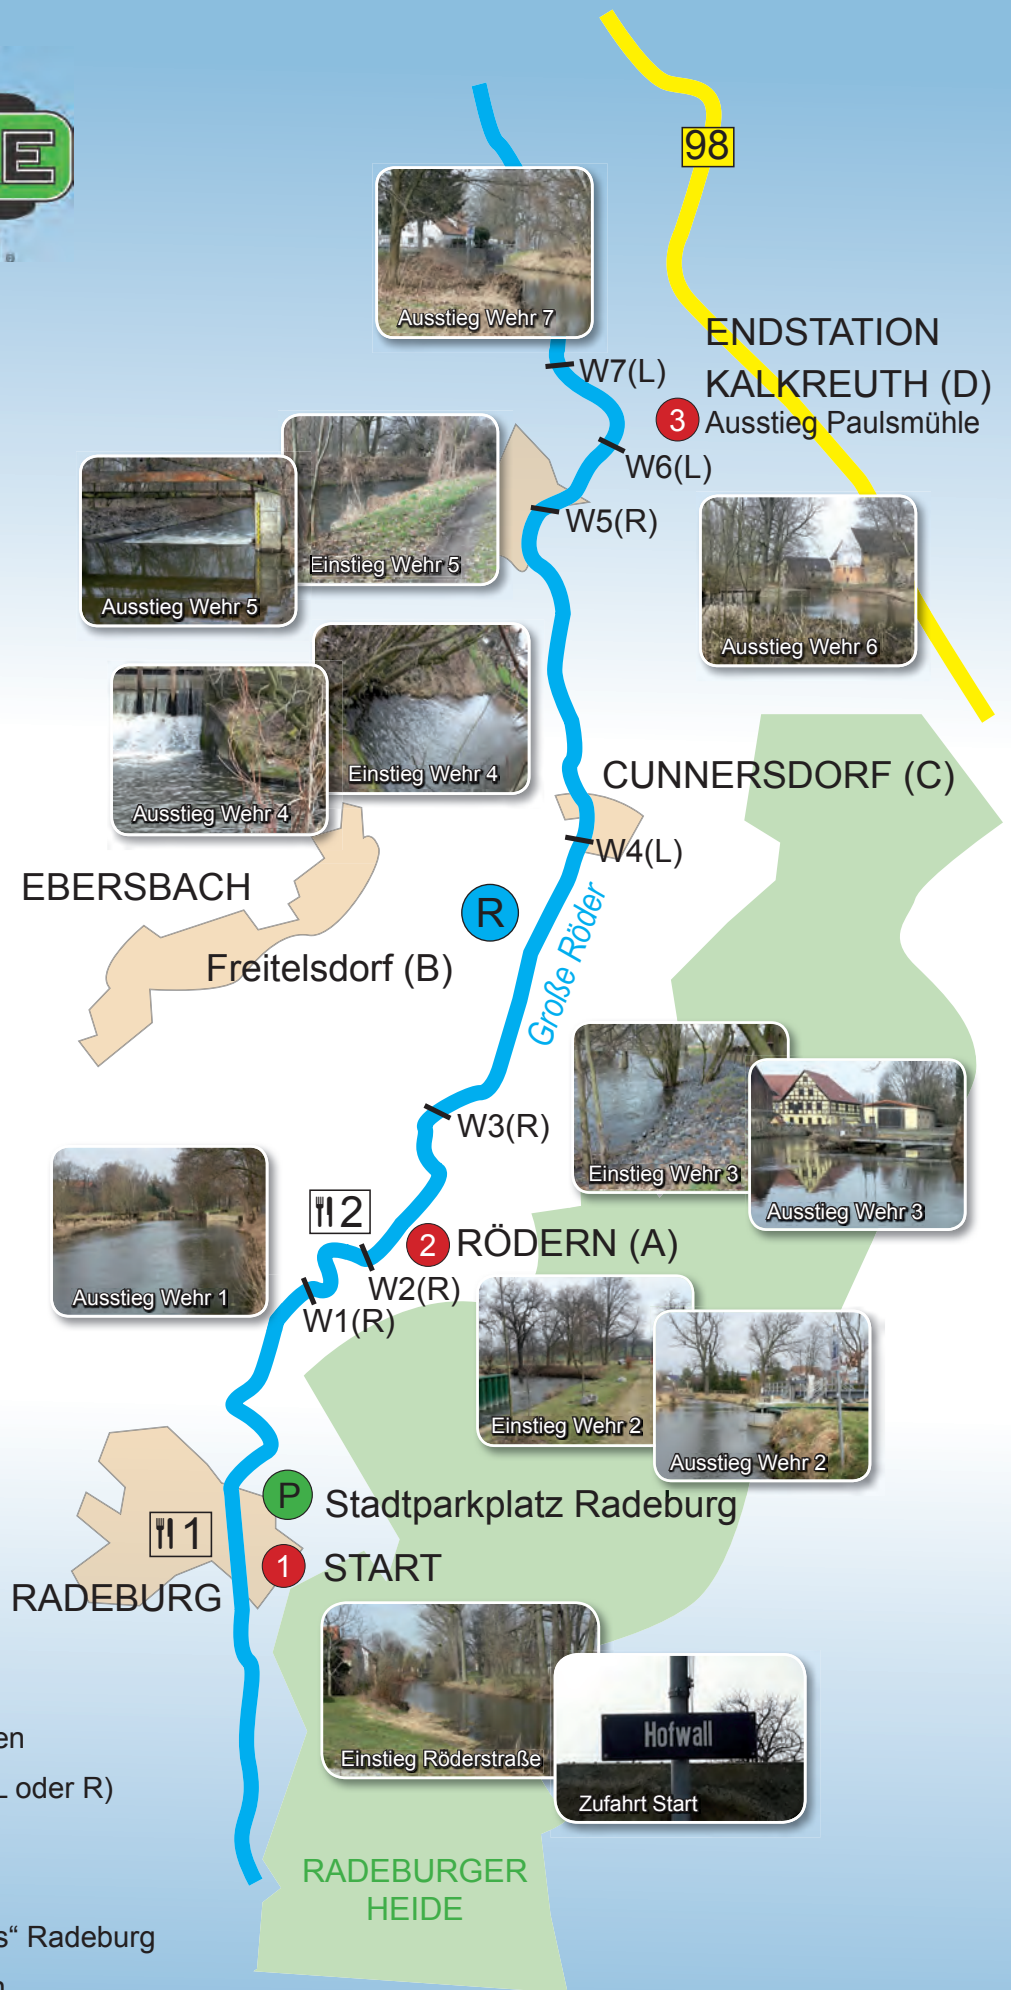 E
98
Ausstieg Wehr 7
ENDSTATION
KALKREUTH (D)
3 Ausstieg Paulsmühle
W7(L)
W6(L)
W5(R)
Einstieg Wehr 5
Ausstieg Wehr 5
Ausstieg Wehr 6
Einstieg Wehr 4
Ausstieg Wehr 4
CUNNERSDORF (C)
W4(L)
EBERSBACH
R
Freitelsdorf (B)
Große Röder
W3(R)
Einstieg Wehr 3
Ausstieg Wehr 3
Ausstieg Wehr 1
2
2 RÖDERN (A)
W2(R)
W1(R)
Einstieg Wehr 2
Ausstieg Wehr 2
P Stadtparkplatz Radeburg
1
1 START
RADEBURG
Einstieg Röderstraße
Hofwall
Zufahrt Start
en
L oder R)
RADEBURGER
HEIDE
s“ Radeburg